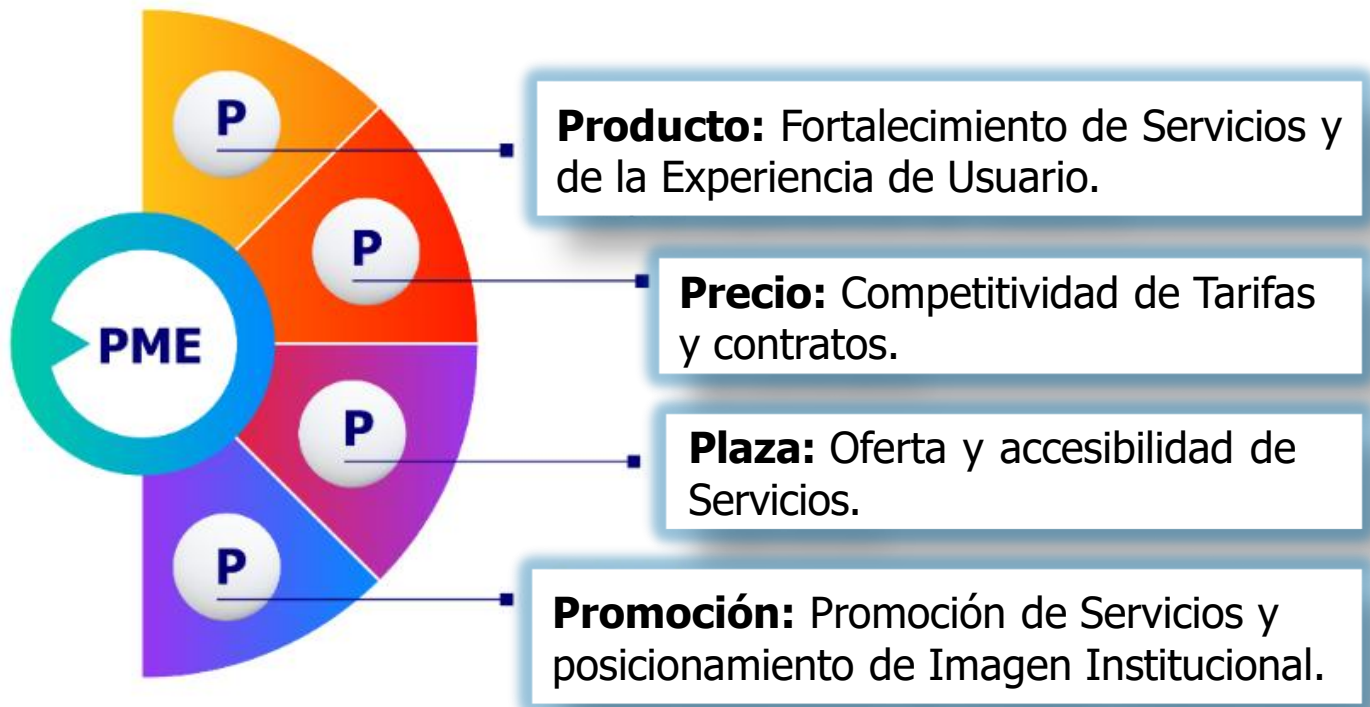 P
Producto: Fortalecimiento de Servicios y
de la Experiencia de Usuario.
P
Precio: Competitividad de Tarifas
y contratos.
PME
P
Plaza: Oferta y accesibilidad de
Servicios.
P
Promoción: Promoción de Servicios y
posicionamiento de Imagen Institucional.